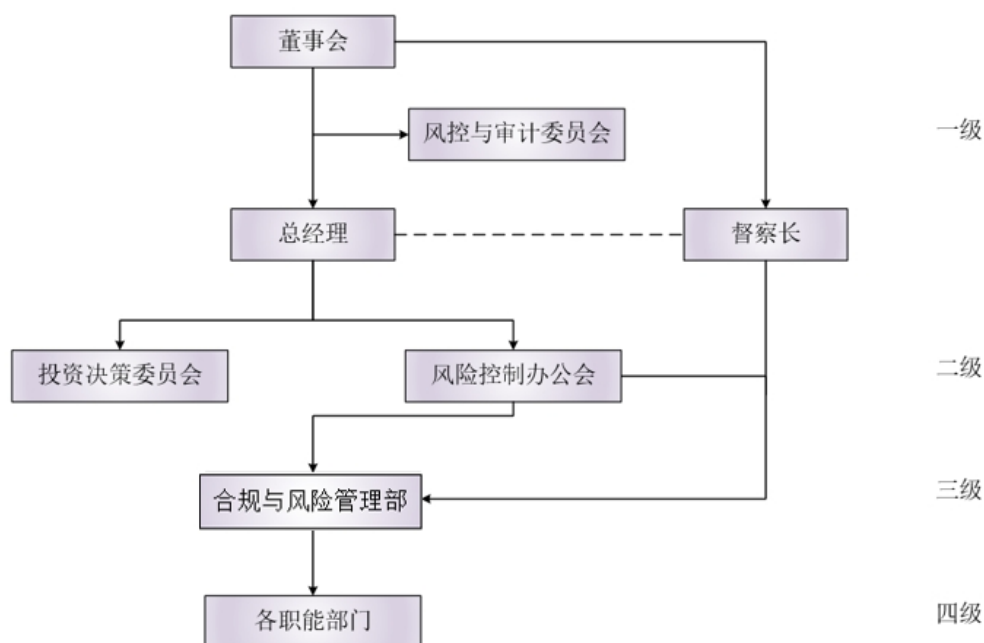 董事会
风控与审计委员会
一级
总经理
督察长
投资决策委员会
风险控制办公会
二级
合规与风险管理部
三级
各职能部门
四级